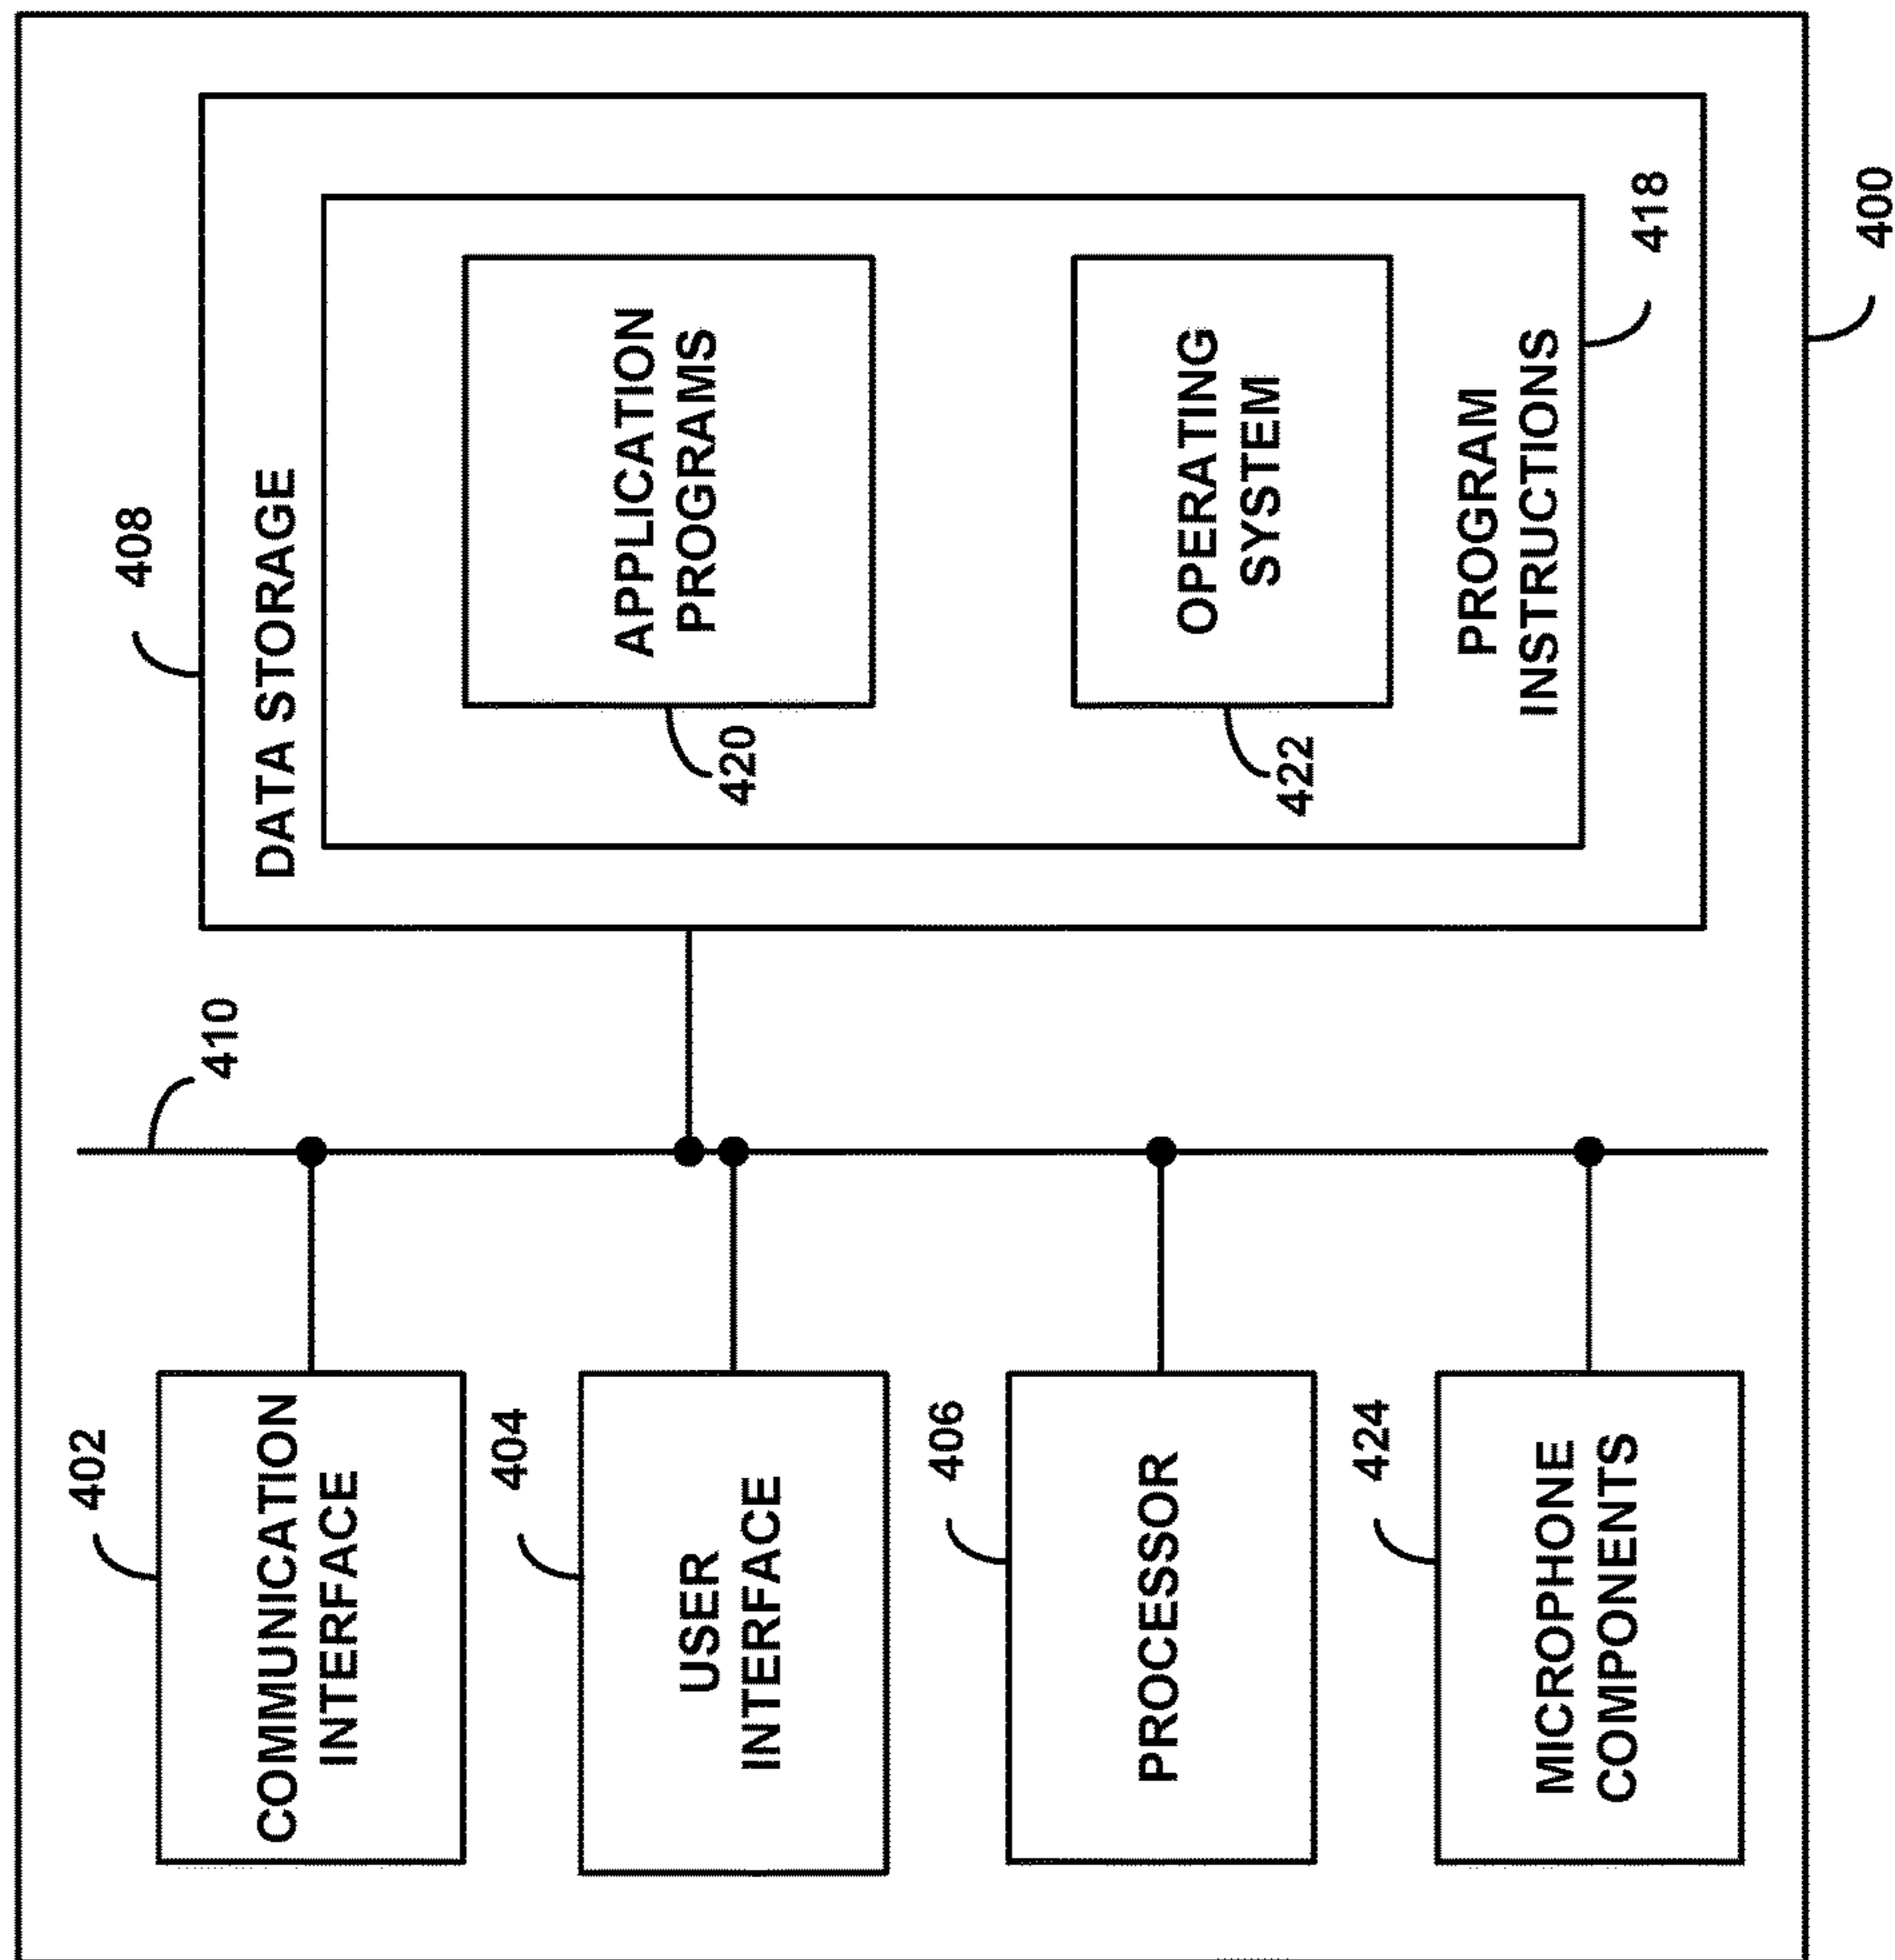 402
COMMUNICATION
INTERFACE
404
USER
INTERFACE
406
PROCESSOR
424
MICROPHONE
COMPONENTS
410
408
DATA STORAGE
APPLICATION
PROGRAMS
420
OPERATING
SYSTEM
422
PROGRAM
INSTRUCTIONS
418
400